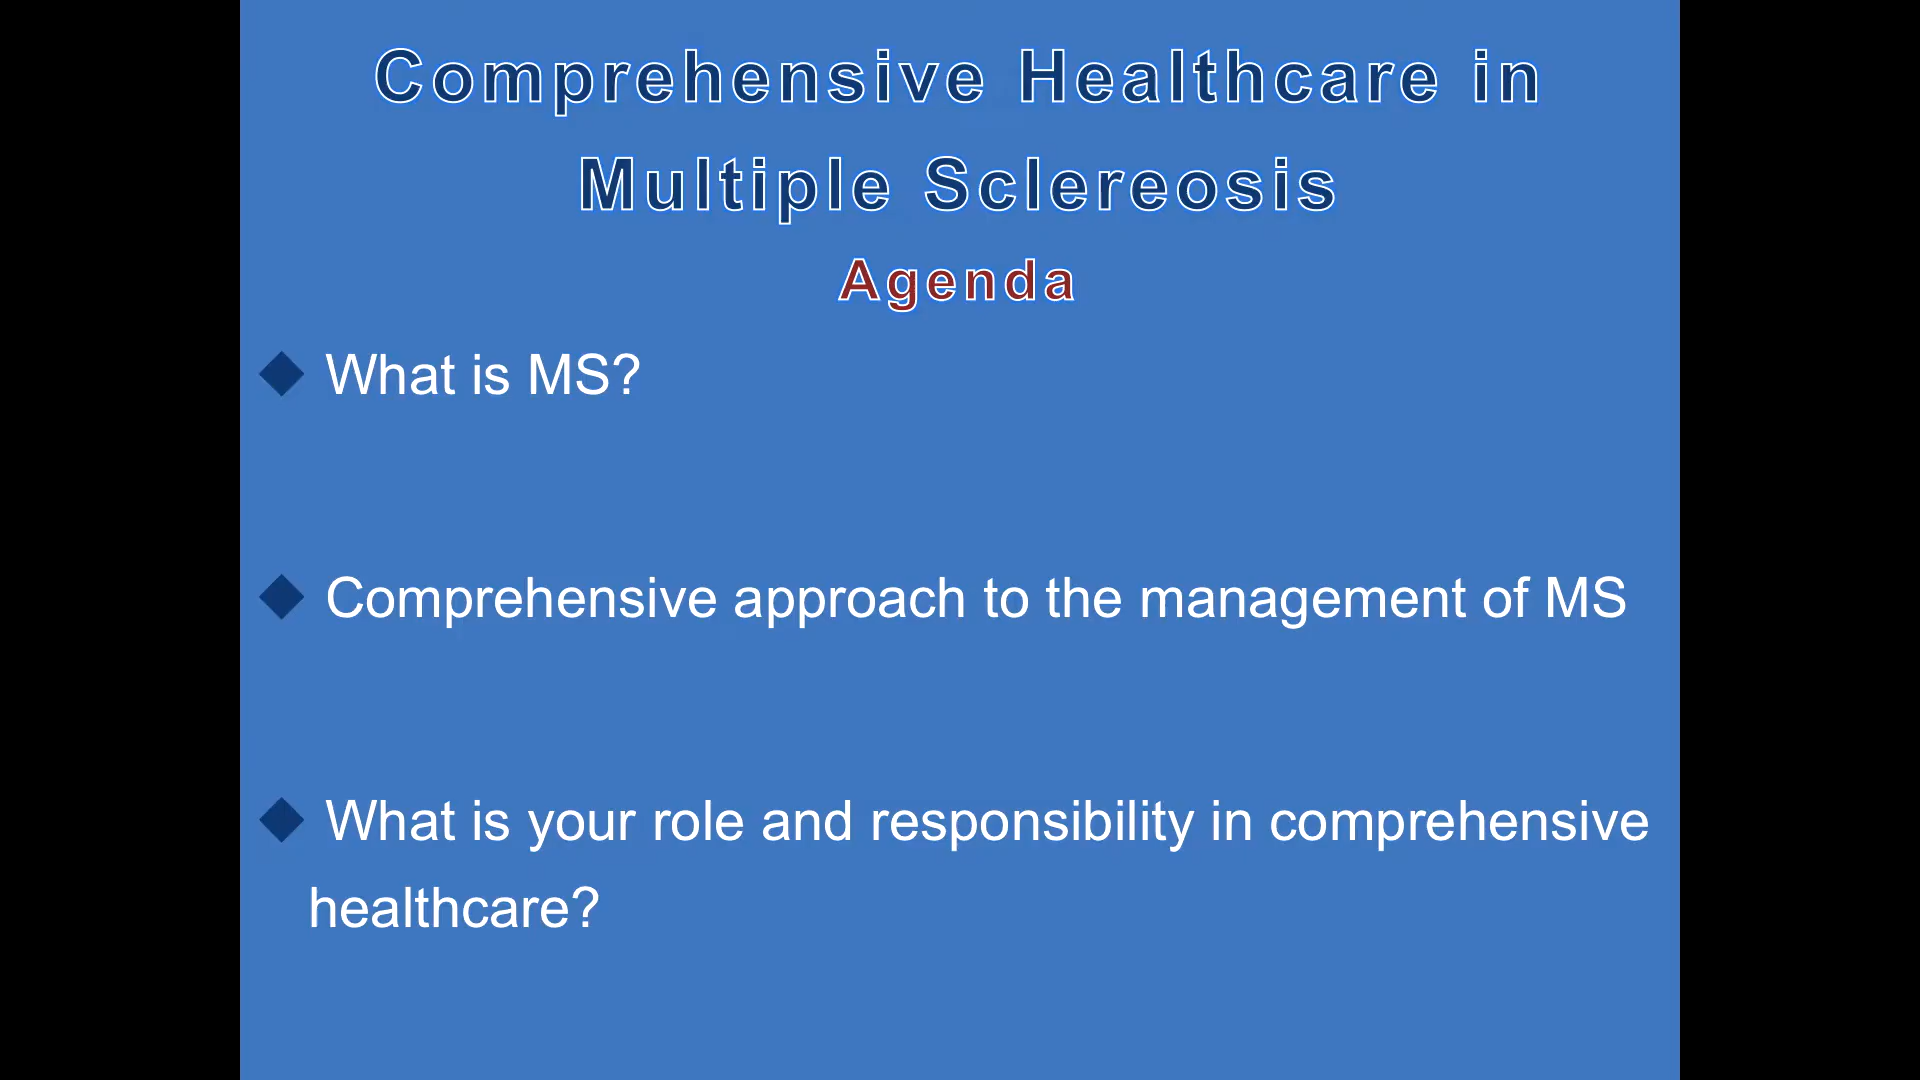 Comprehensive Healthcare in
Multiple Sclereosis
Agenda
What is MS?
Comprehensive approach to the management of MS
What is your role and responsibility in comprehensive
healthcare?